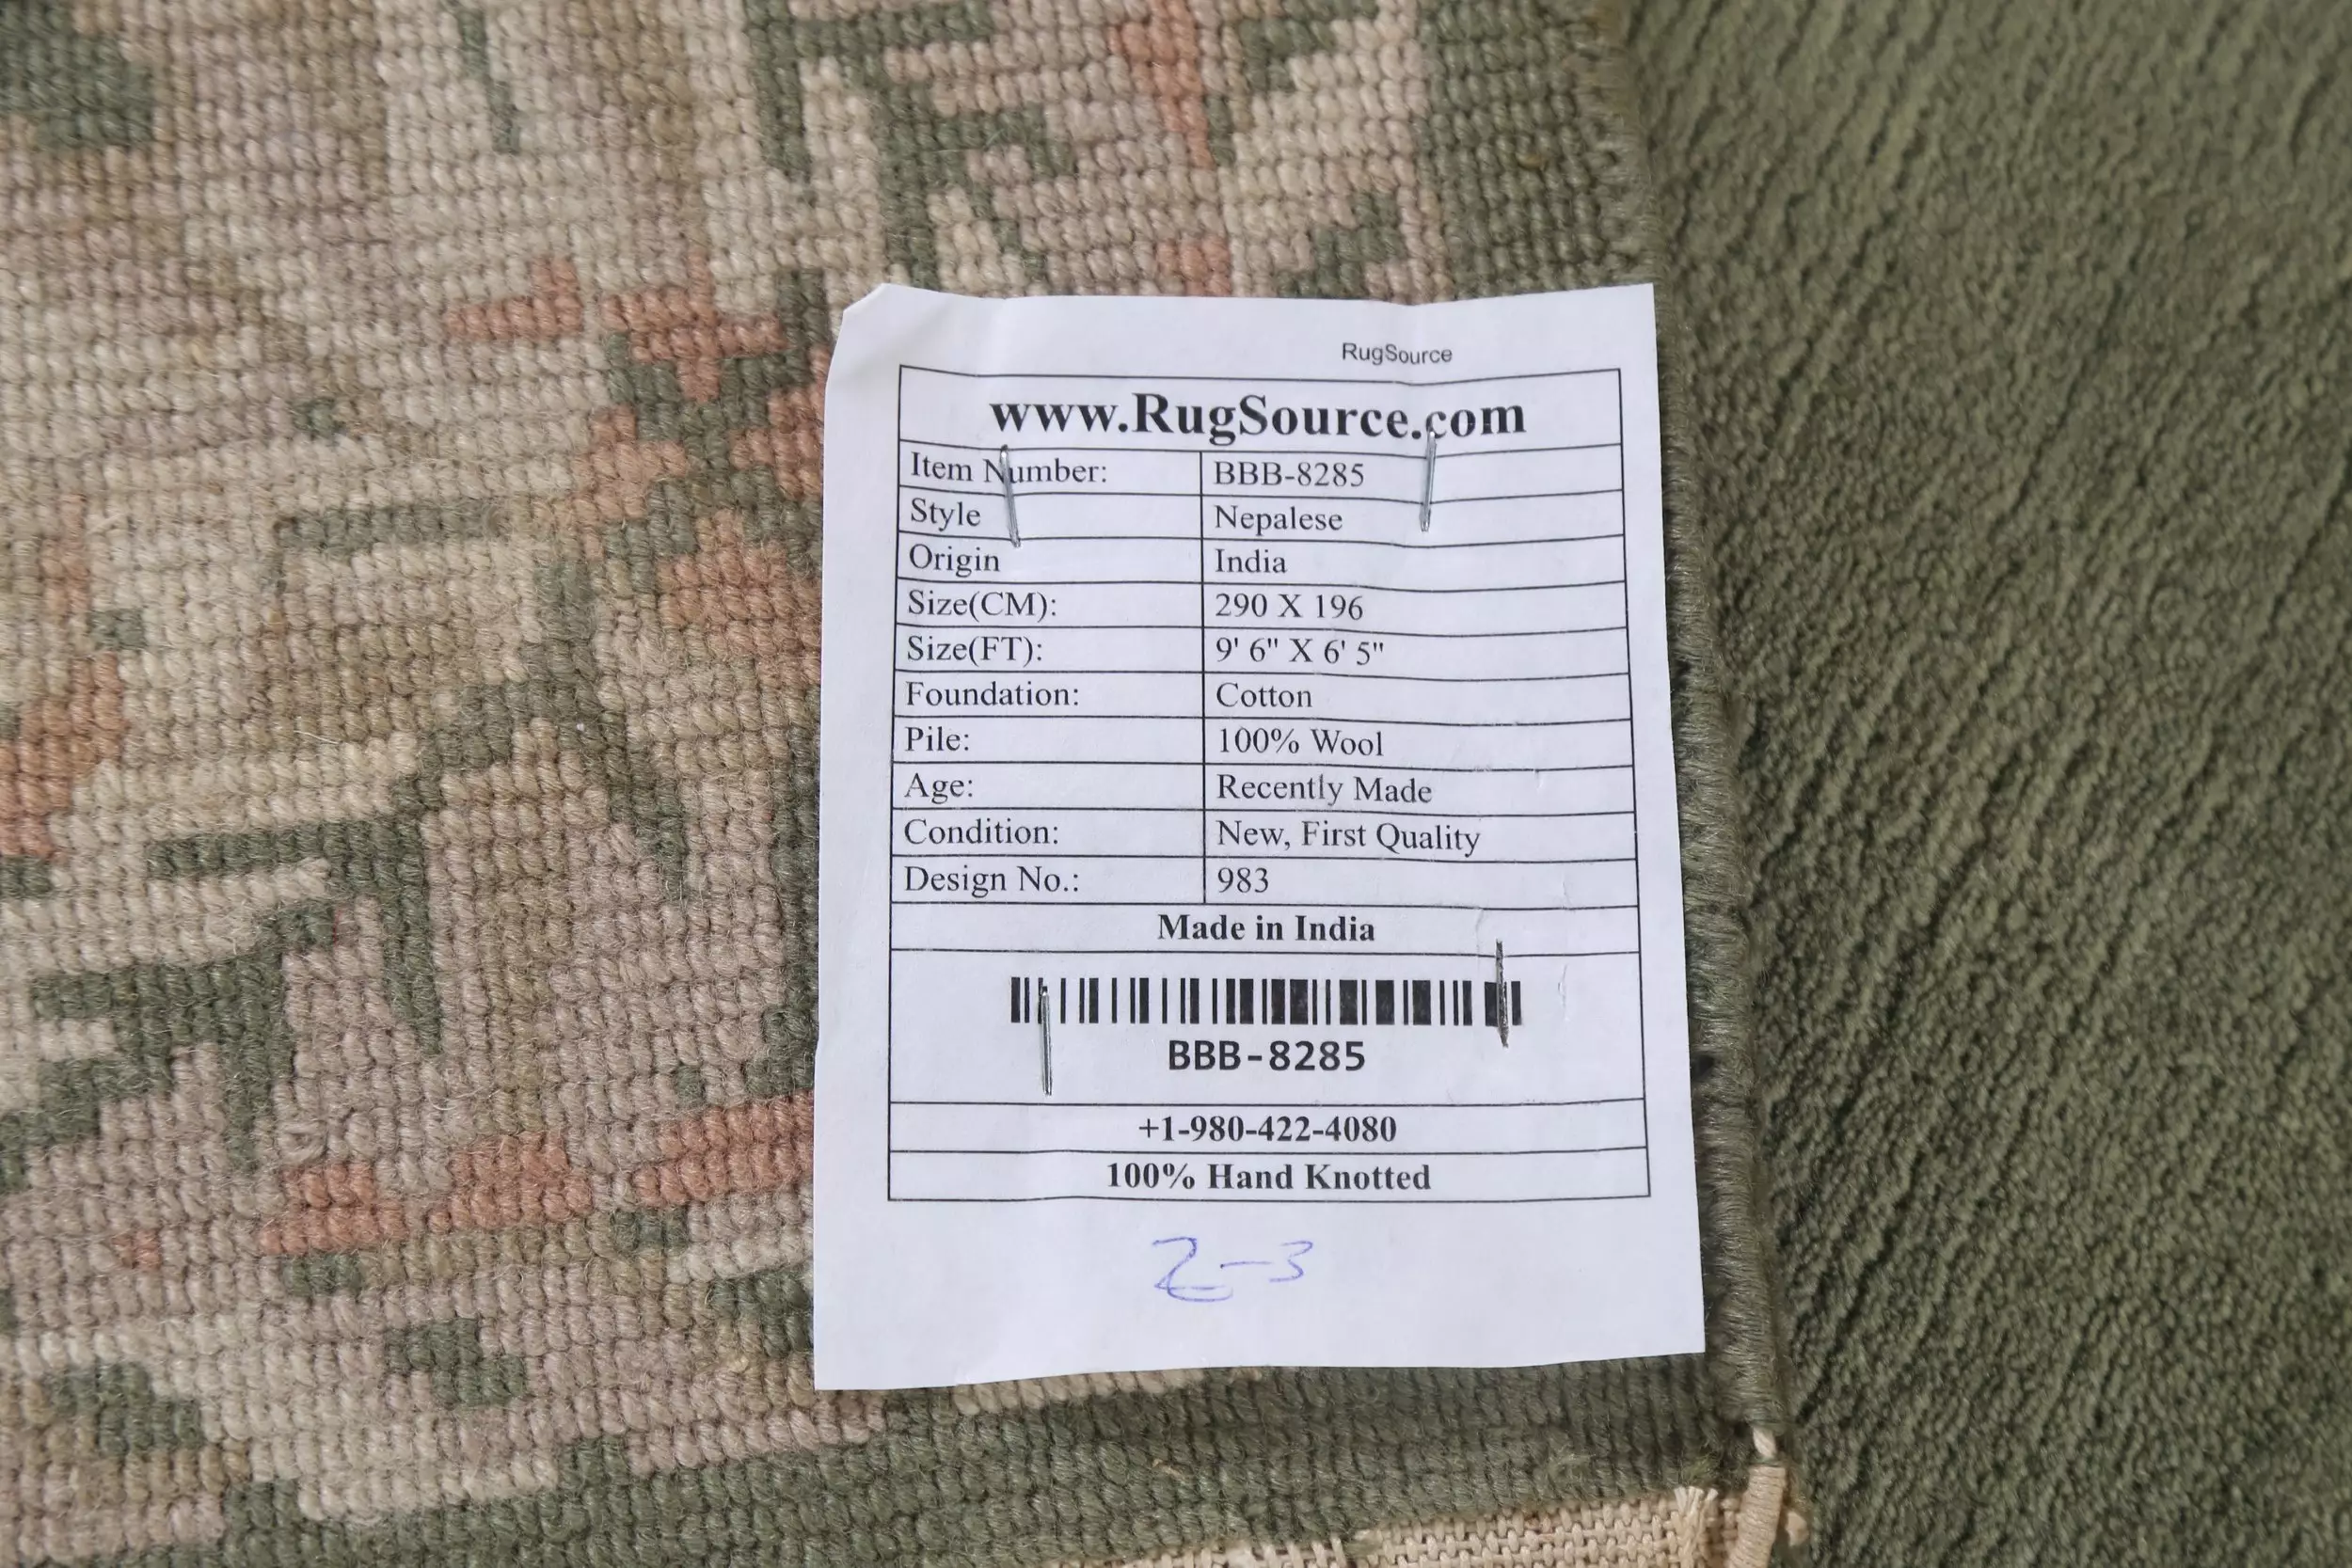 RugSource
www.RugSource.com
Item Number: BBB-8285
Style Nepalese
Origin India
Size(CM): 290 X 196
Size(FT): 9' 6" X 6' 5"
Foundation: Cotton
Pile: 100% Wool
Age: Recently Made
Condition: New, First Quality
Design No.: 983
Made in India
BBB-8285
+1-980-422-4080
100% Hand Knotted
Z-3